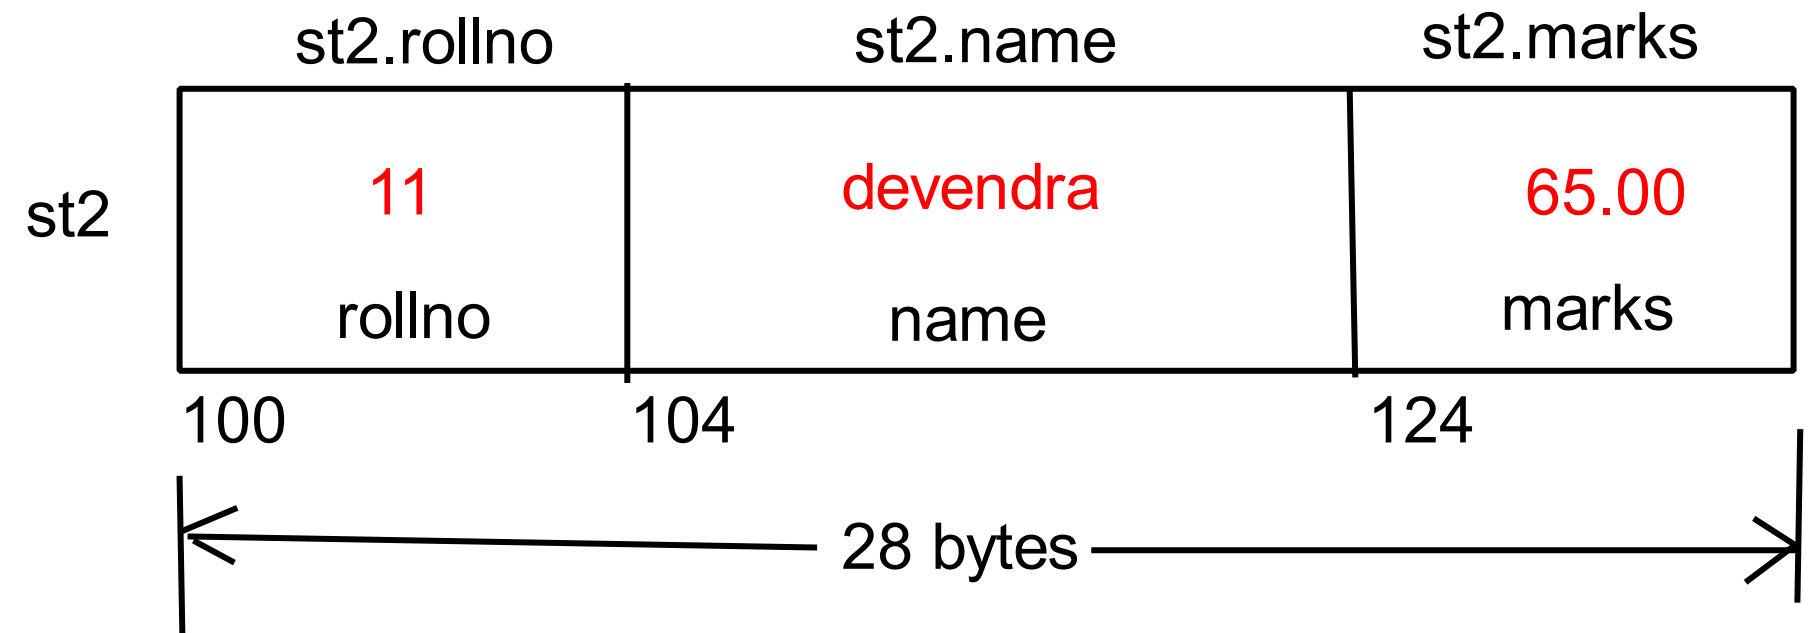 st2.rollno st2.name st2.marks
st2 11 devendra 65.00
rollno name marks
100 104 124
28 bytes